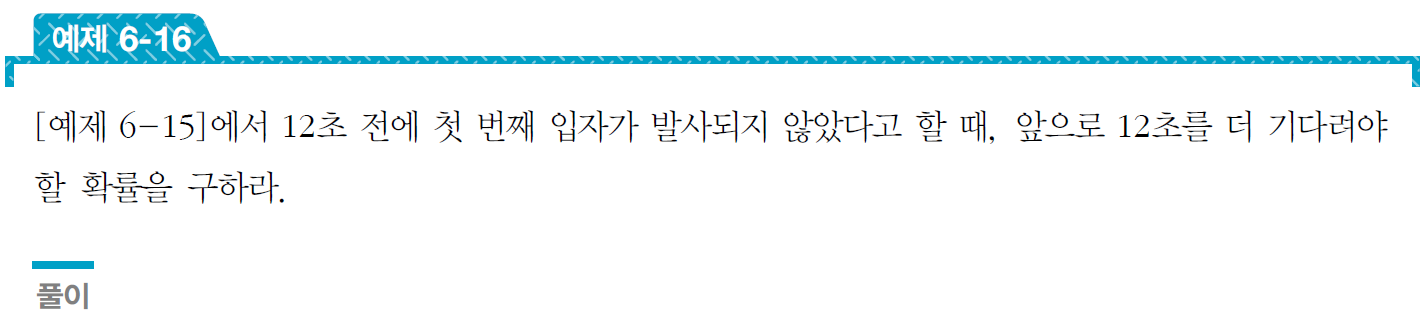 예제 6-16
[예제 6-15]에서 12초 전에 첫 번째 입자가 발사되지 않았다고 할 때, 앞으로 12초를 더 기다려야
할 확률을 구하라.
풀이